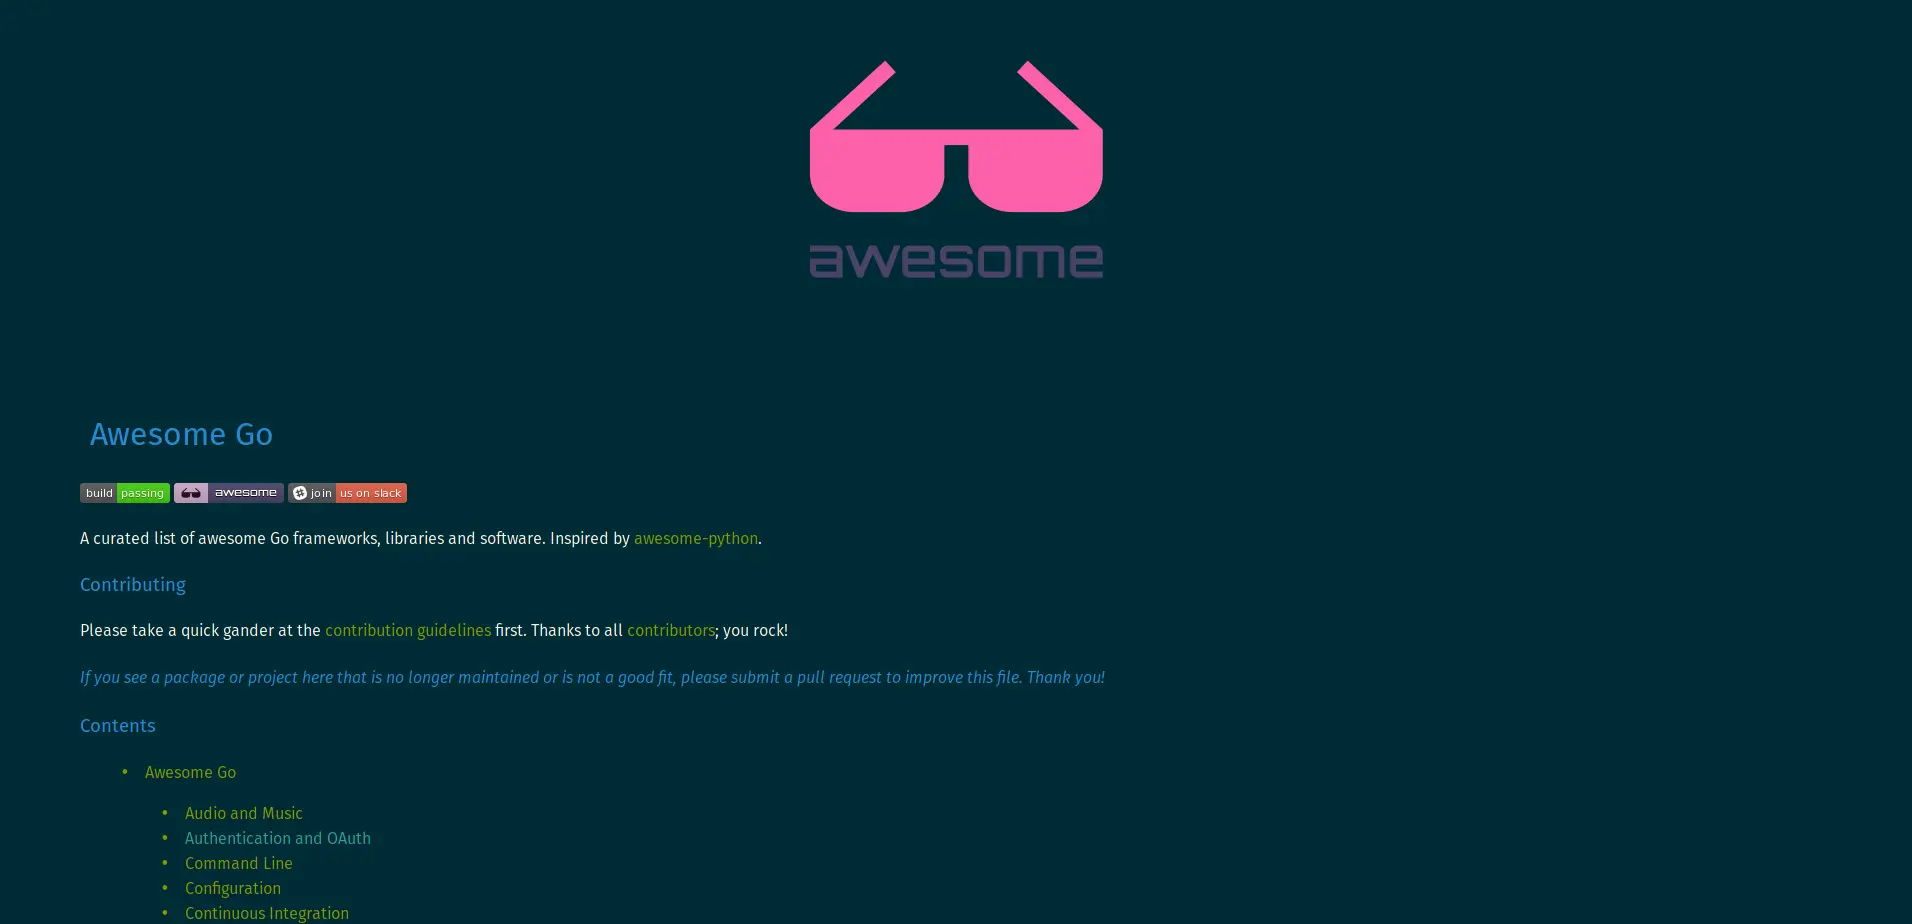 awesome
Awesome Go
build passing awesome join us on slack
A curated list of awesome Go frameworks, libraries and software. Inspired by awesome-python.
Contributing
Please take a quick gander at the contribution guidelines first. Thanks to all contributors; you rock!
If you see a package or project here that is no longer maintained or is not a good fit, please submit a pull request to improve this file. Thank you!
Contents
• Awesome Go
• Audio and Music
• Authentication and OAuth
• Command Line
• Configuration
• Continuous Integration